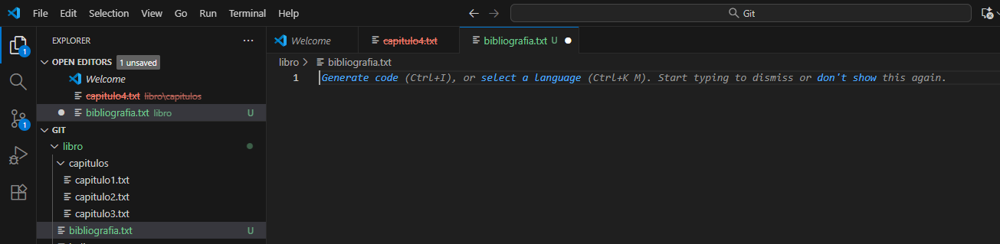 File Edit Selection View Go Run Terminal Help
Git
EXPLORER ···
OPEN EDITORS 1 unsaved
Welcome
capitulo4.txt libro\capitulos
bibliografia.txt libro U
GIT
libro
capitulos
capitulo1.txt
capitulo2.txt
capitulo3.txt
bibliografia.txt U
1
1
Welcome capitulo4.txt bibliografia.txt U
libro > bibliografia.txt
1 Generate code (Ctrl+I), or select a language (Ctrl+K M). Start typing to dismiss or don't show this again.